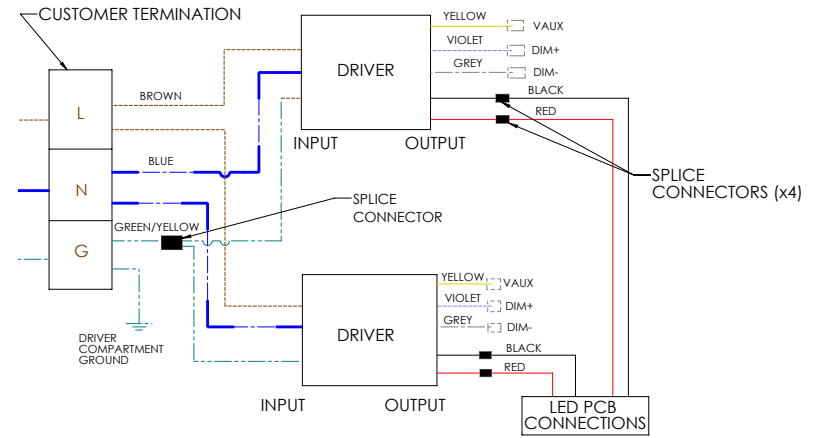 CUSTOMER TERMINATION
L
N
G
BROWN
BLUE
GREEN/YELLOW
SPLICE
CONNECTOR
DRIVER
COMPARTMENT
GROUND
DRIVER
INPUT
OUTPUT
YELLOW
VAUX
VIOLET
DIM+
GREY
DIM-
BLACK
RED
SPLICE
CONNECTORS (x4)
DRIVER
INPUT
OUTPUT
YELLOW
VAUX
VIOLET
DIM+
GREY
DIM-
BLACK
RED
LED PCB
CONNECTIONS